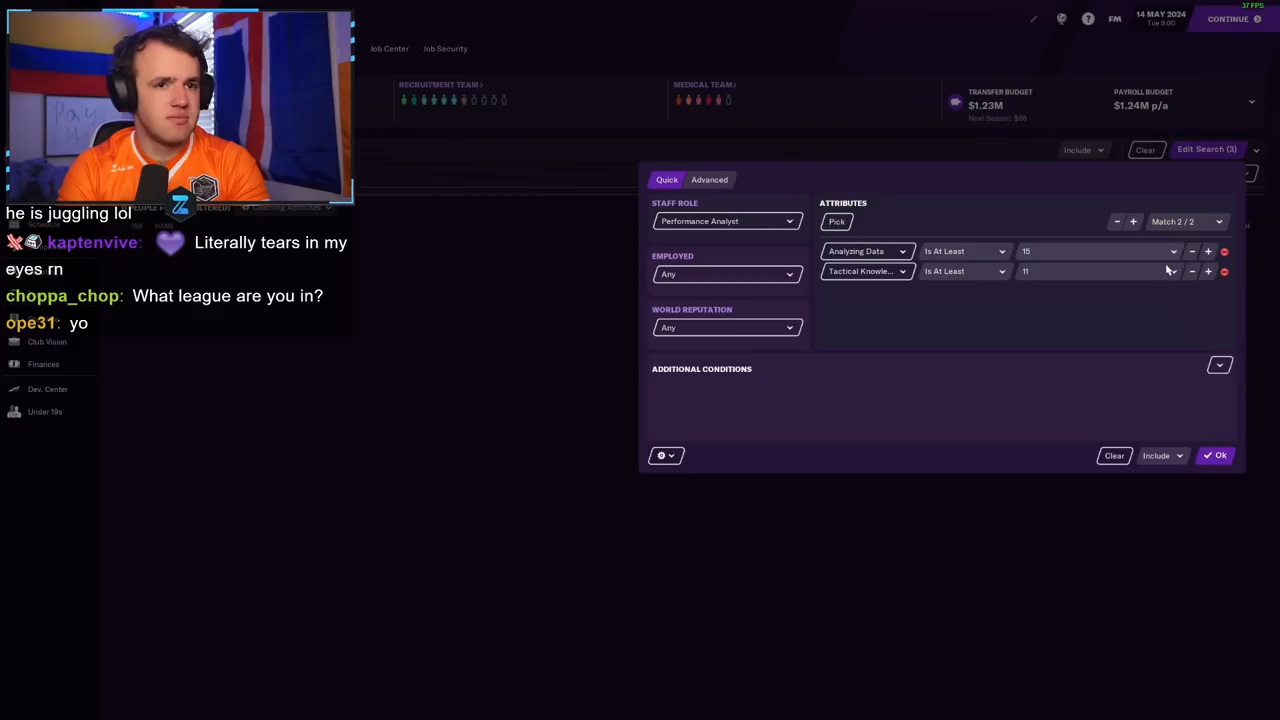 37 FPS
14 MAY 2024
Tue 9:00
CONTINUE
FM
Job Center
Job Security
RECRUITMENT TEAM >
MEDICAL TEAM >
TRANSFER BUDGET
$1.23M
PAYROLL BUDGET
$1.24M p/a
Include
Clear
Edit Search (3)
Quick
Advanced
STAFF ROLE
Performance Analyst
EMPLOYED
Any
WORLD REPUTATION
Any
ATTRIBUTES
Pick
Match 2 / 2
Analyzing Data
Is At Least
15
Tactical Knowle...
Is At Least
11
ADDITIONAL CONDITIONS
Clear
Include
Ok
he is juggling lol
kaptenvive: Literally tears in my
eyes rn
choppa_chop: What league are you in?
ope31: yo
Schedule
Club Vision
Finances
Dev. Center
Under 19s